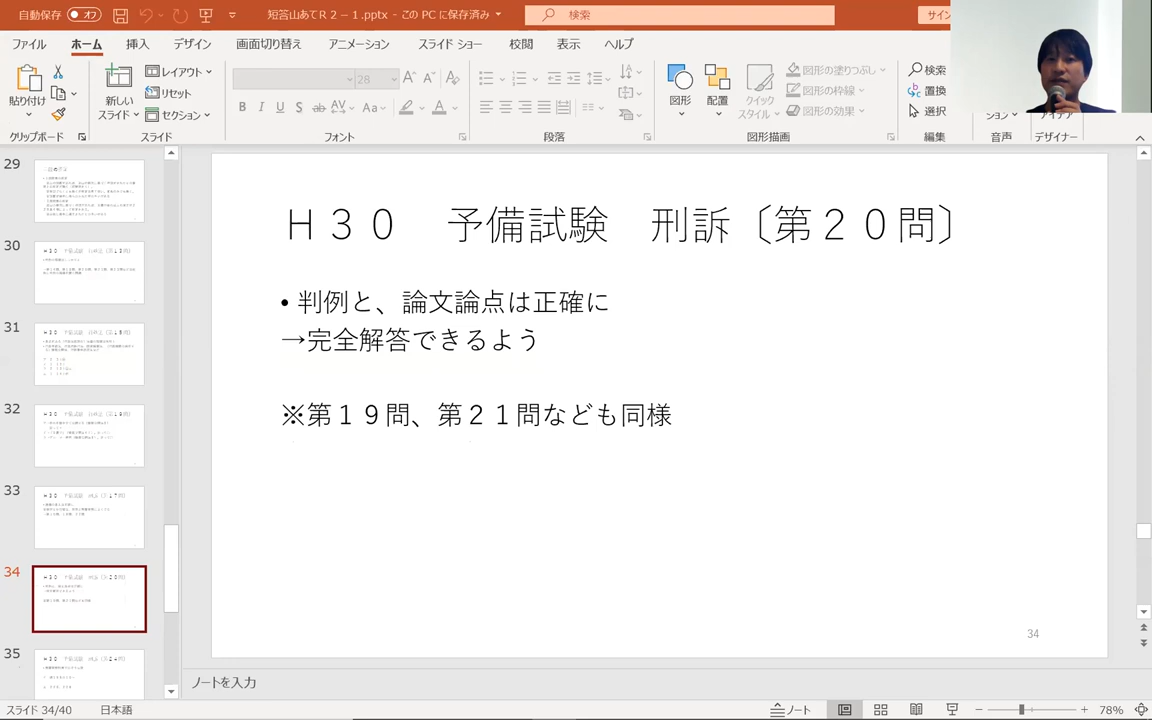 自動保存 オフ 短答山あてＲ２－１.pptx - この PC に保存済み 検索 サイン
ファイル ホーム 挿入 デザイン 画面切り替え アニメーション スライド ショー 校閲 表示 ヘルプ
貼り付け
新しい
スライド
レイアウト
リセット
セクション
28
B I U S ab AV Aa A
図形
配置
クイック
スタイル
図形の塗りつぶし
図形の枠線
図形の効果
検索
置換
選択
クリップボード スライド フォント 段落 図形描画 編集 音声 デザイナー
29
30
31
32
33
34
35
Ｈ３０　予備試験　刑訴〔第２０問〕
• 判例と、論文論点は正確に
→完全解答できるよう
※第１９問、第２１問なども同様
34
ノートを入力
スライド 34/40 日本語 ノート 78%